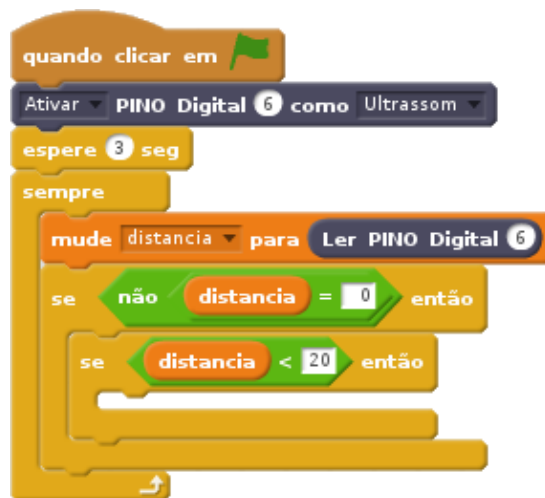 quando clicar em
Ativar PINO Digital 6 como Ultrassom
espere 3 seg
sempre
mude distancia para Ler PINO Digital 6
se não distancia = 0 então
se distancia < 20 então